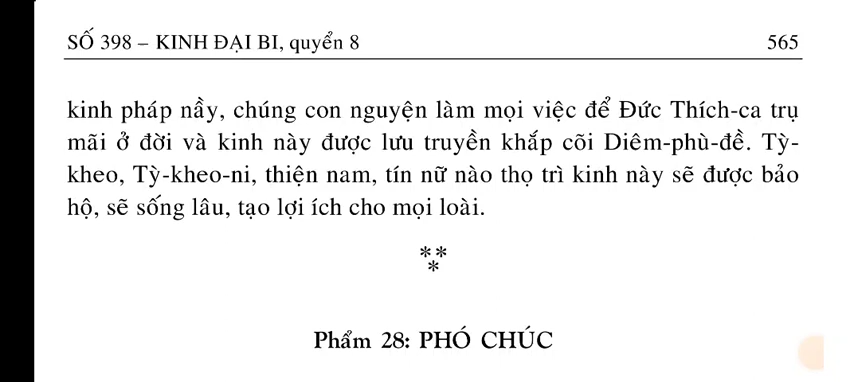 SỐ 398 – KINH ĐẠI BI, quyển 8 565
kinh pháp nầy, chúng con nguyện làm mọi việc để Đức Thích-ca trụ
mãi ở đời và kinh này được lưu truyền khắp cõi Diêm-phù-đề. Tỳ-
kheo, Tỳ-kheo-ni, thiện nam, tín nữ nào thọ trì kinh này sẽ được bảo
hộ, sẽ sống lâu, tạo lợi ích cho mọi loài.
**
*
Phẩm 28: PHÓ CHÚC